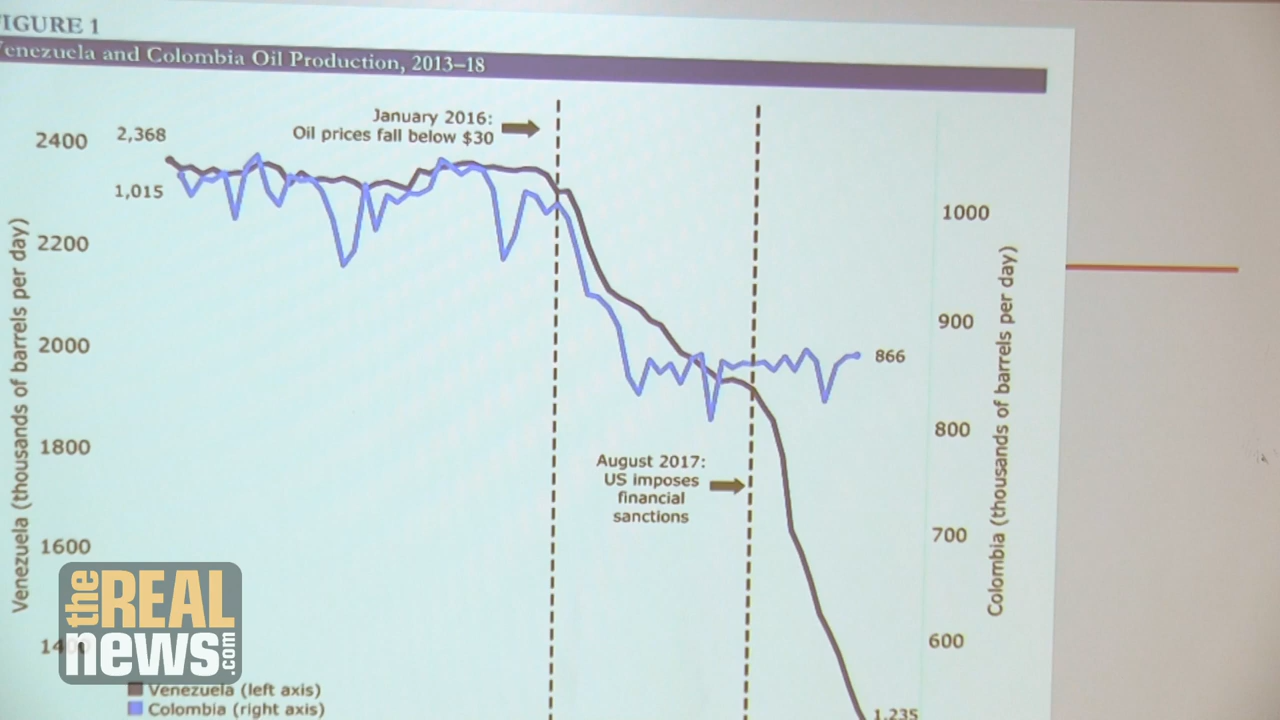 FIGURE 1
Venezuela and Colombia Oil Production, 2013–18
January 2016:
Oil prices fall below $30
2,368
1,015
2400
2200
2000
1800
1600
1400
Venezuela (thousands of barrels per day)
1000
900
800
700
600
Colombia (thousands of barrels per day)
866
August 2017:
US imposes
financial
sanctions
1,235
Venezuela (left axis)
Colombia (right axis)
the REAL
news.com